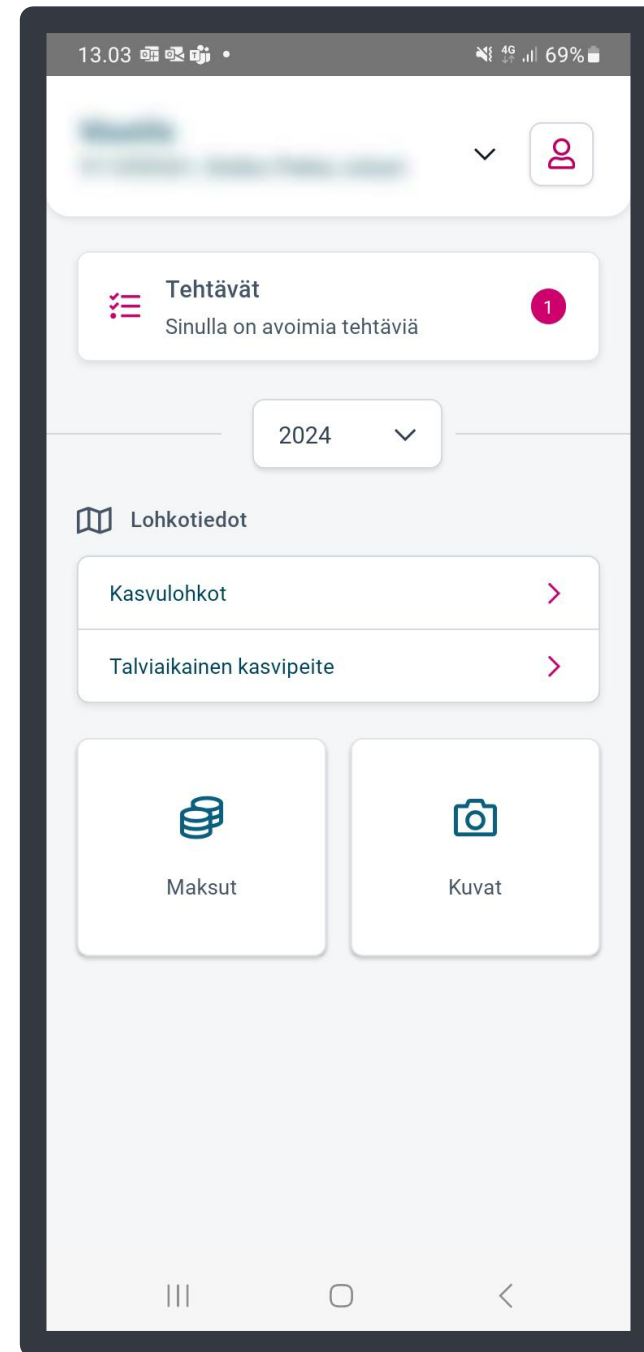 13.03
4G
69%
Tehtävät
Sinulla on avoimia tehtäviä
1
2024
Lohkotiedot
Kasvulohkot
Talviaikainen kasvipeite
Maksut
Kuvat